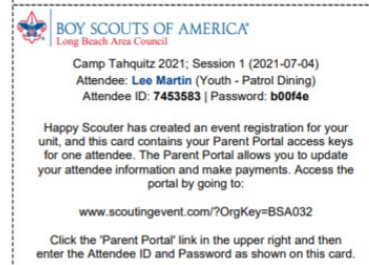 BOY SCOUTS OF AMERICA®
Long Beach Area Council
Camp Tahquitz 2021; Session 1 (2021-07-04)
Attendee: Lee Martin (Youth - Patrol Dining)
Attendee ID: 7453583 | Password: b00f4e
Happy Scouter has created an event registration for your
unit, and this card contains your Parent Portal access keys
for one attendee. The Parent Portal allows you to update
your attendee information and make payments. Access the
portal by going to:
www.scoutingevent.com/?OrgKey=BSA032
Click the 'Parent Portal' link in the upper right and then
enter the Attendee ID and Password as shown on this card.